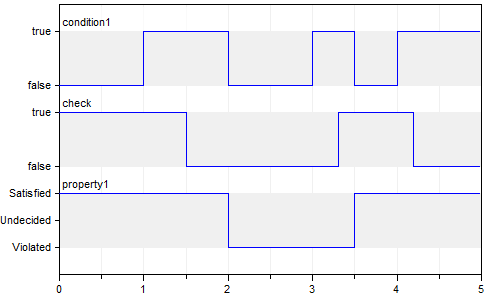 condition1
true
false
check
true
false
property1
Satisfied
Undecided
Violated
0 1 2 3 4 5